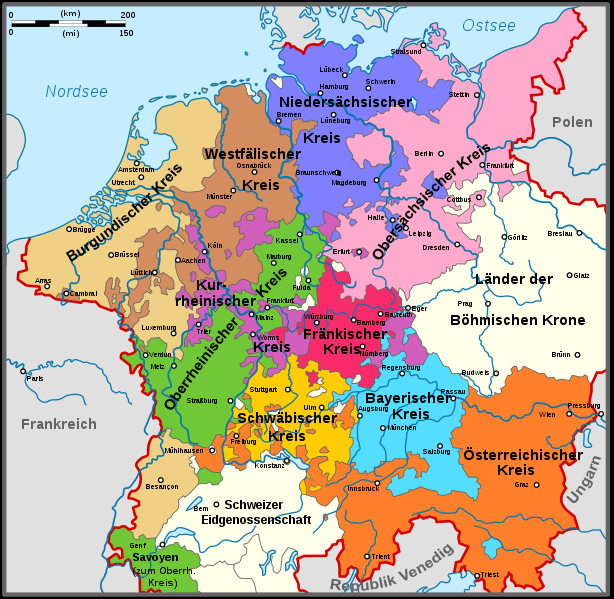 0 (km) 200
0 (mi) 150
Nordsee
Ostsee
Polen
Frankreich
Ungarn
Republik Venedig
Niedersächsischer
Kreis
Westfälischer
Kreis
Burgundischer Kreis
Obersächsischer Kreis
Kur-
rheinischer
Kreis
Oberrheinischer Kreis
Fränkischer
Kreis
Länder der
Böhmischen Krone
Schwäbischer
Kreis
Bayerischer
Kreis
Österreichischer
Kreis
Schweizer
Eidgenossenschaft
Savoyen
(zum Oberrh.
Kreis)
Stralsund
Lübeck
Hamburg
Schwerin
Stettin
Bremen
Lüneburg
Amsterdam
Utrecht
Osnabrück
Braunschweig
Magdeburg
Berlin
Frankfurt
Münster
Cottbus
Halle
Leipzig
Brügge
Brüssel
Köln
Aachen
Lüttich
Kassel
Marburg
Erfurt
Dresden
Görlitz
Breslau
Arras
Cambrai
Fulda
Frankfurt
Glatz
Luxemburg
Trier
Mainz
Worms
Würzburg
Bamberg
Bayreuth
Eger
Prag
Nürnberg
Verdun
Metz
Paris
Brünn
Budweis
Regensburg
Passau
Straßburg
Stuttgart
Ulm
Augsburg
München
Wien
Pressburg
Freiburg
Mühlhausen
Konstanz
Salzburg
Graz
Besançon
Bern
Innsbruck
Genf
Trient
Triest